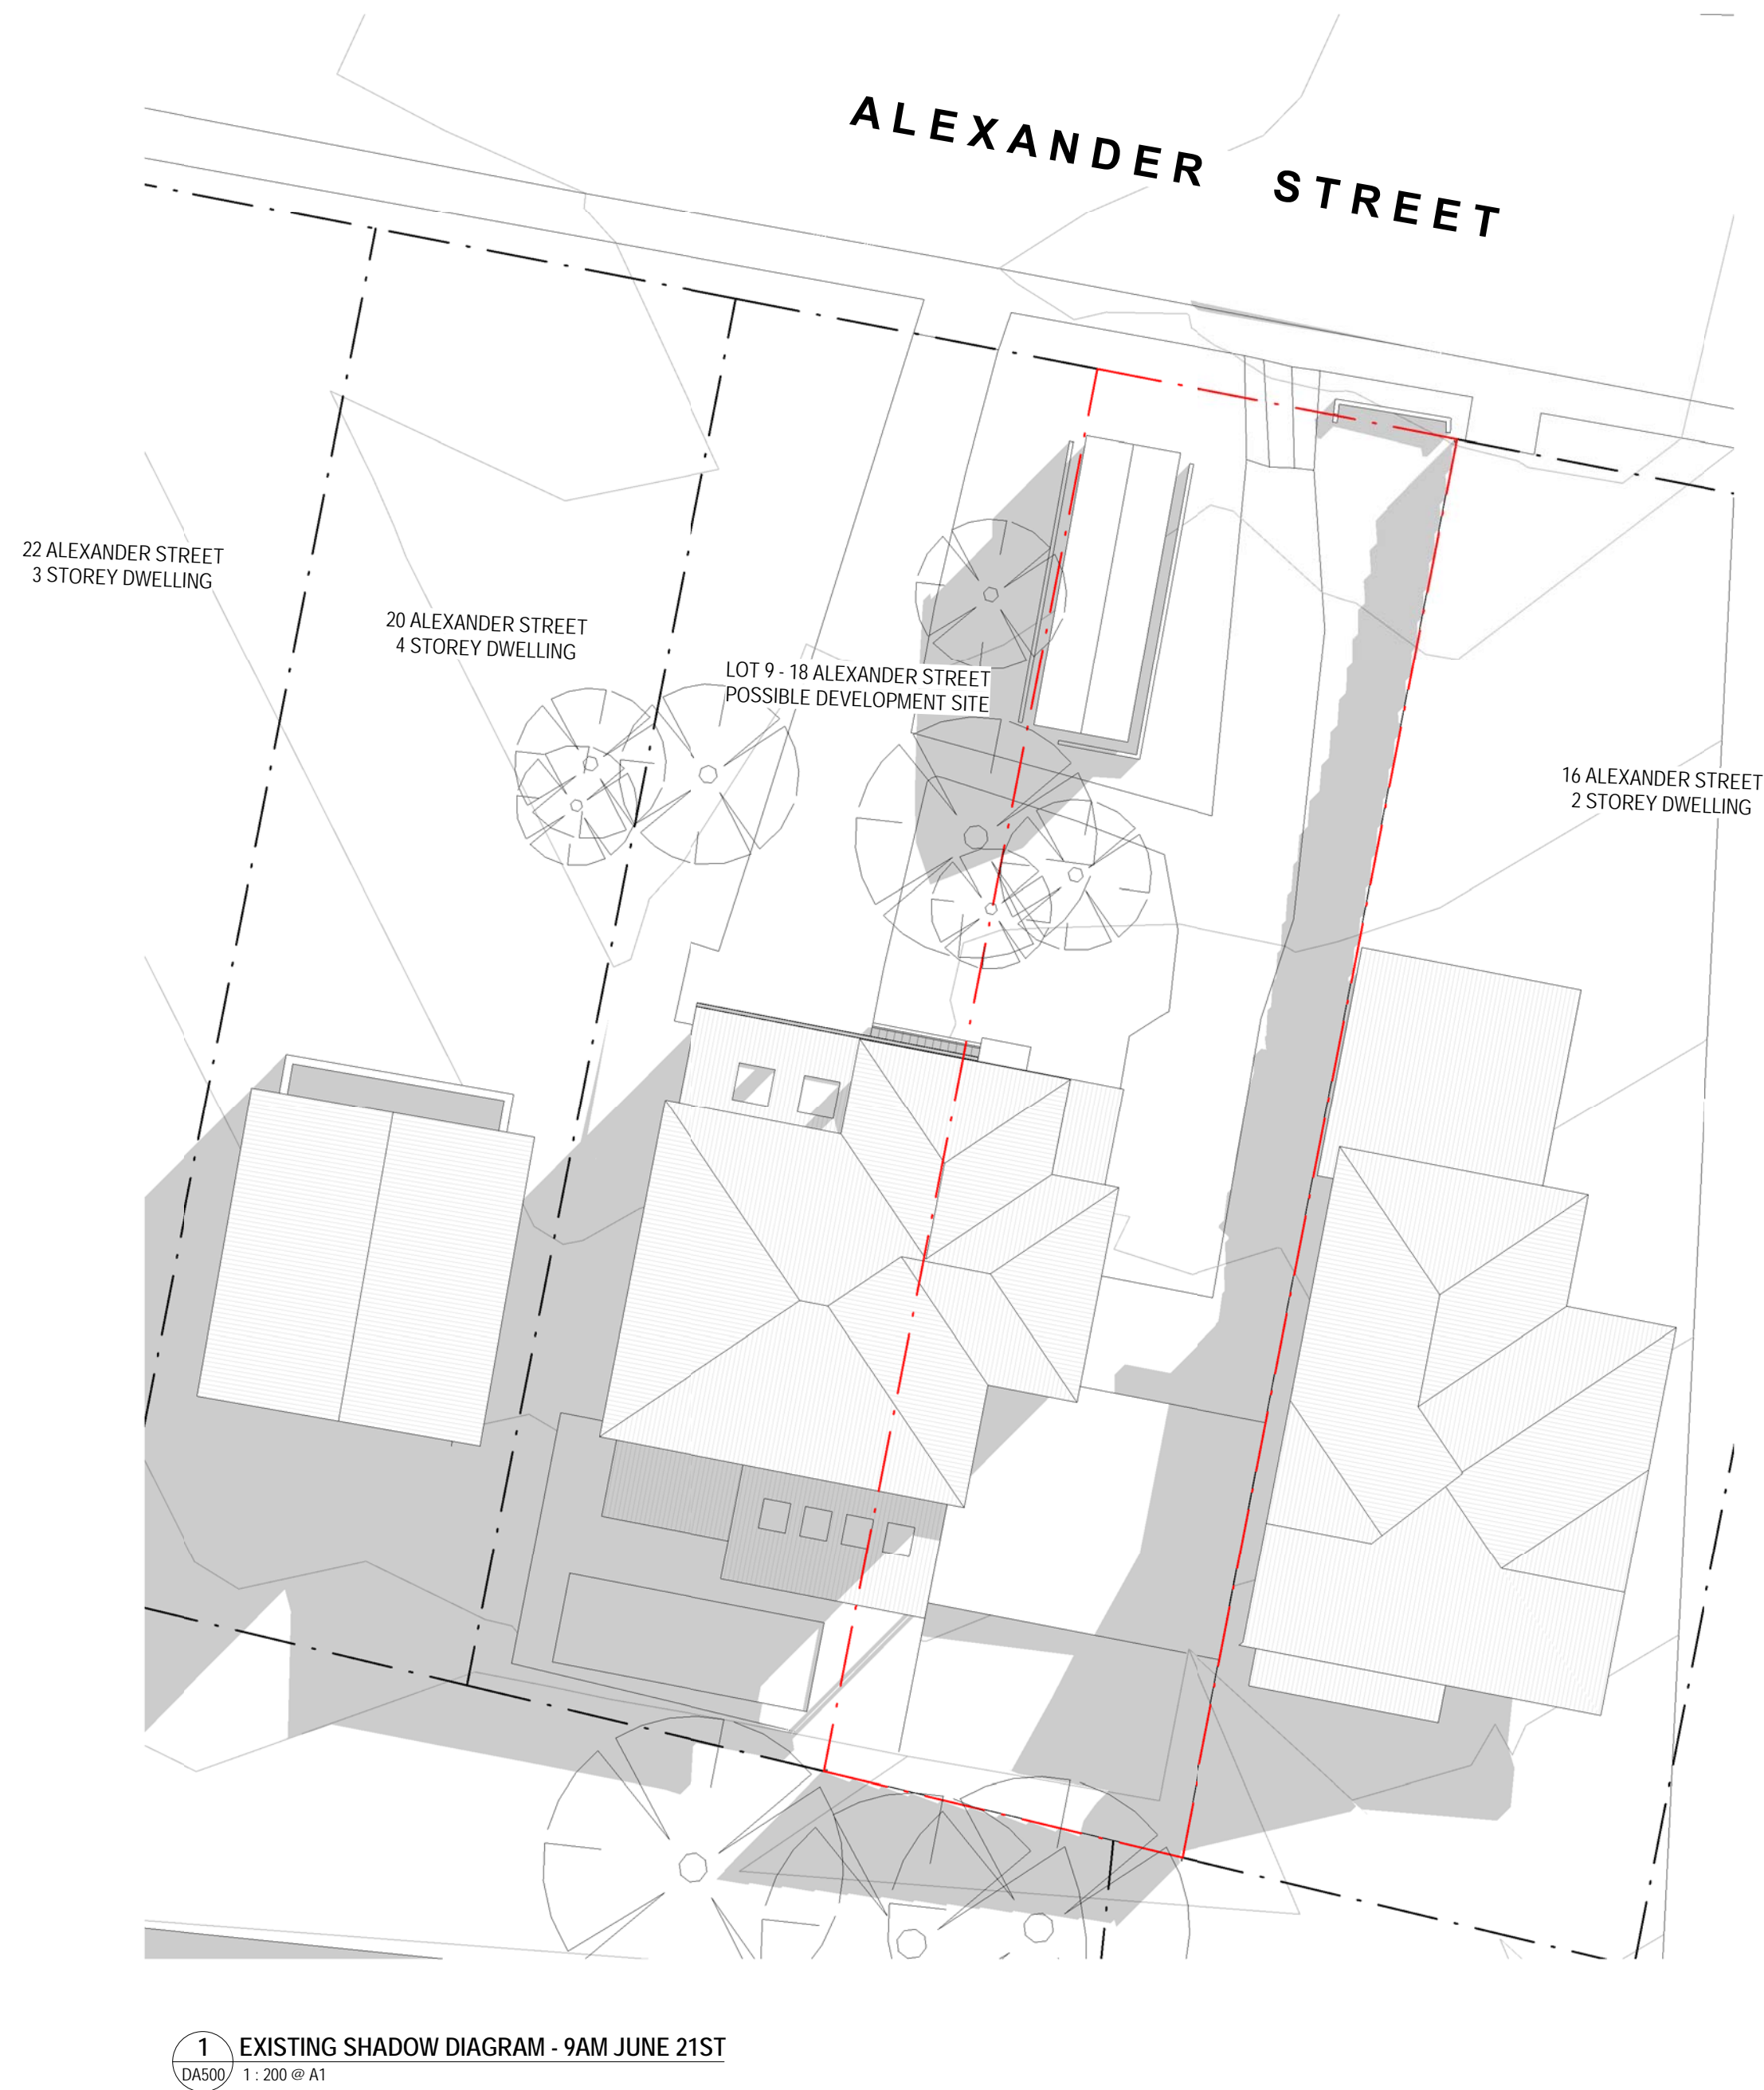 ALEXANDER STREET
22 ALEXANDER STREET
3 STOREY DWELLING
20 ALEXANDER STREET
4 STOREY DWELLING
LOT 9 - 18 ALEXANDER STREET
POSSIBLE DEVELOPMENT SITE
16 ALEXANDER STREET
2 STOREY DWELLING
1 EXISTING SHADOW DIAGRAM - 9AM JUNE 21ST
DA500 1 : 200 @ A1